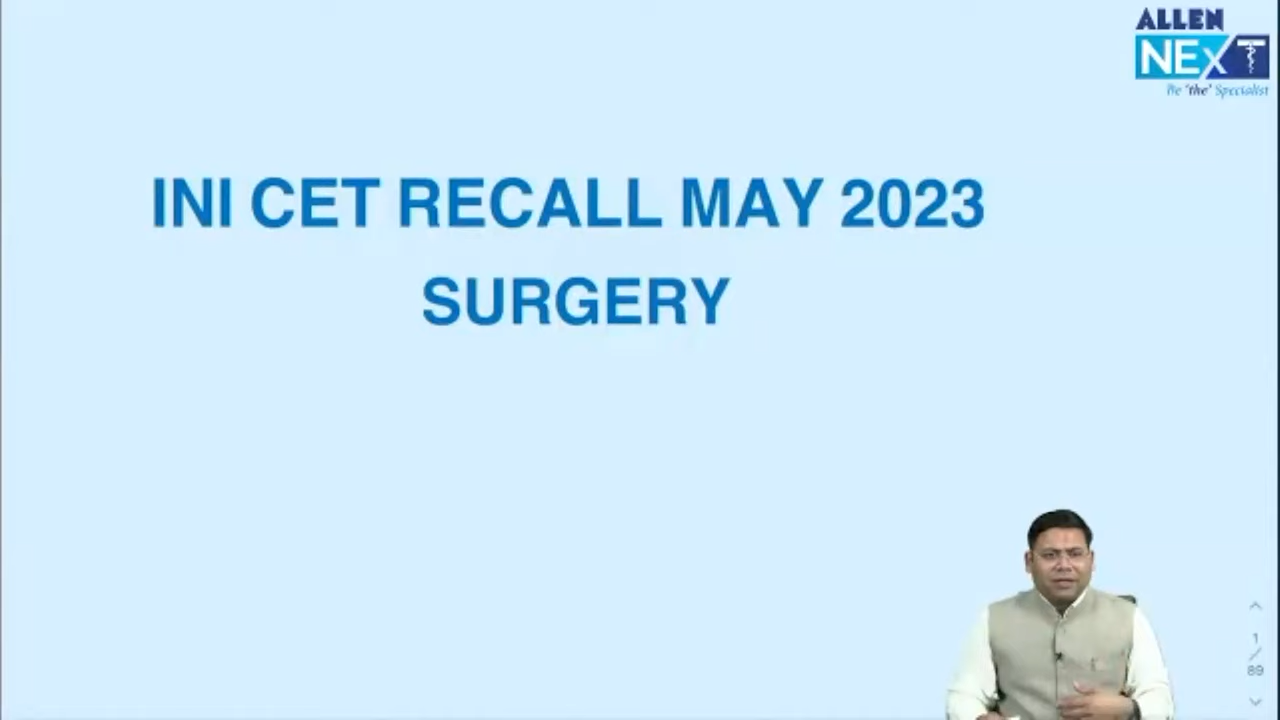 ALLEN
NEXT
Be 'the' Specialist
INI CET RECALL MAY 2023
SURGERY
1
/
89